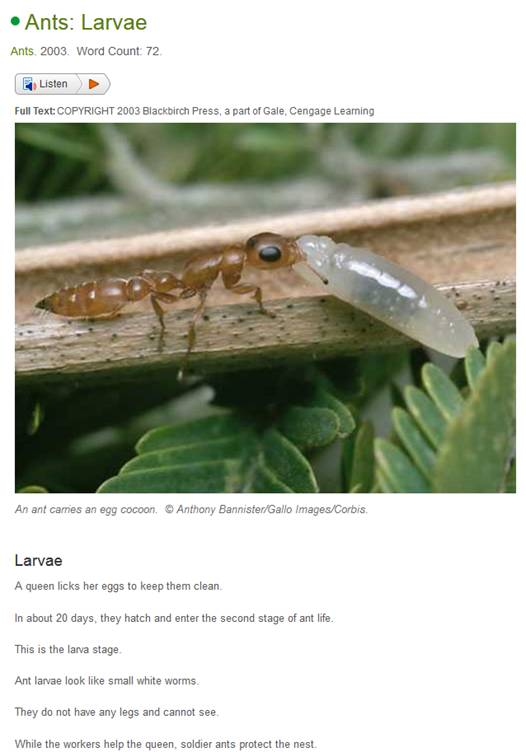 Ants: Larvae
Ants. 2003. Word Count: 72.
Listen
Full Text: COPYRIGHT 2003 Blackbirch Press, a part of Gale, Cengage Learning
An ant carries an egg cocoon. © Anthony Bannister/Gallo Images/Corbis.
Larvae
A queen licks her eggs to keep them clean.
In about 20 days, they hatch and enter the second stage of ant life.
This is the larva stage.
Ant larvae look like small white worms.
They do not have any legs and cannot see.
While the workers help the queen, soldier ants protect the nest.